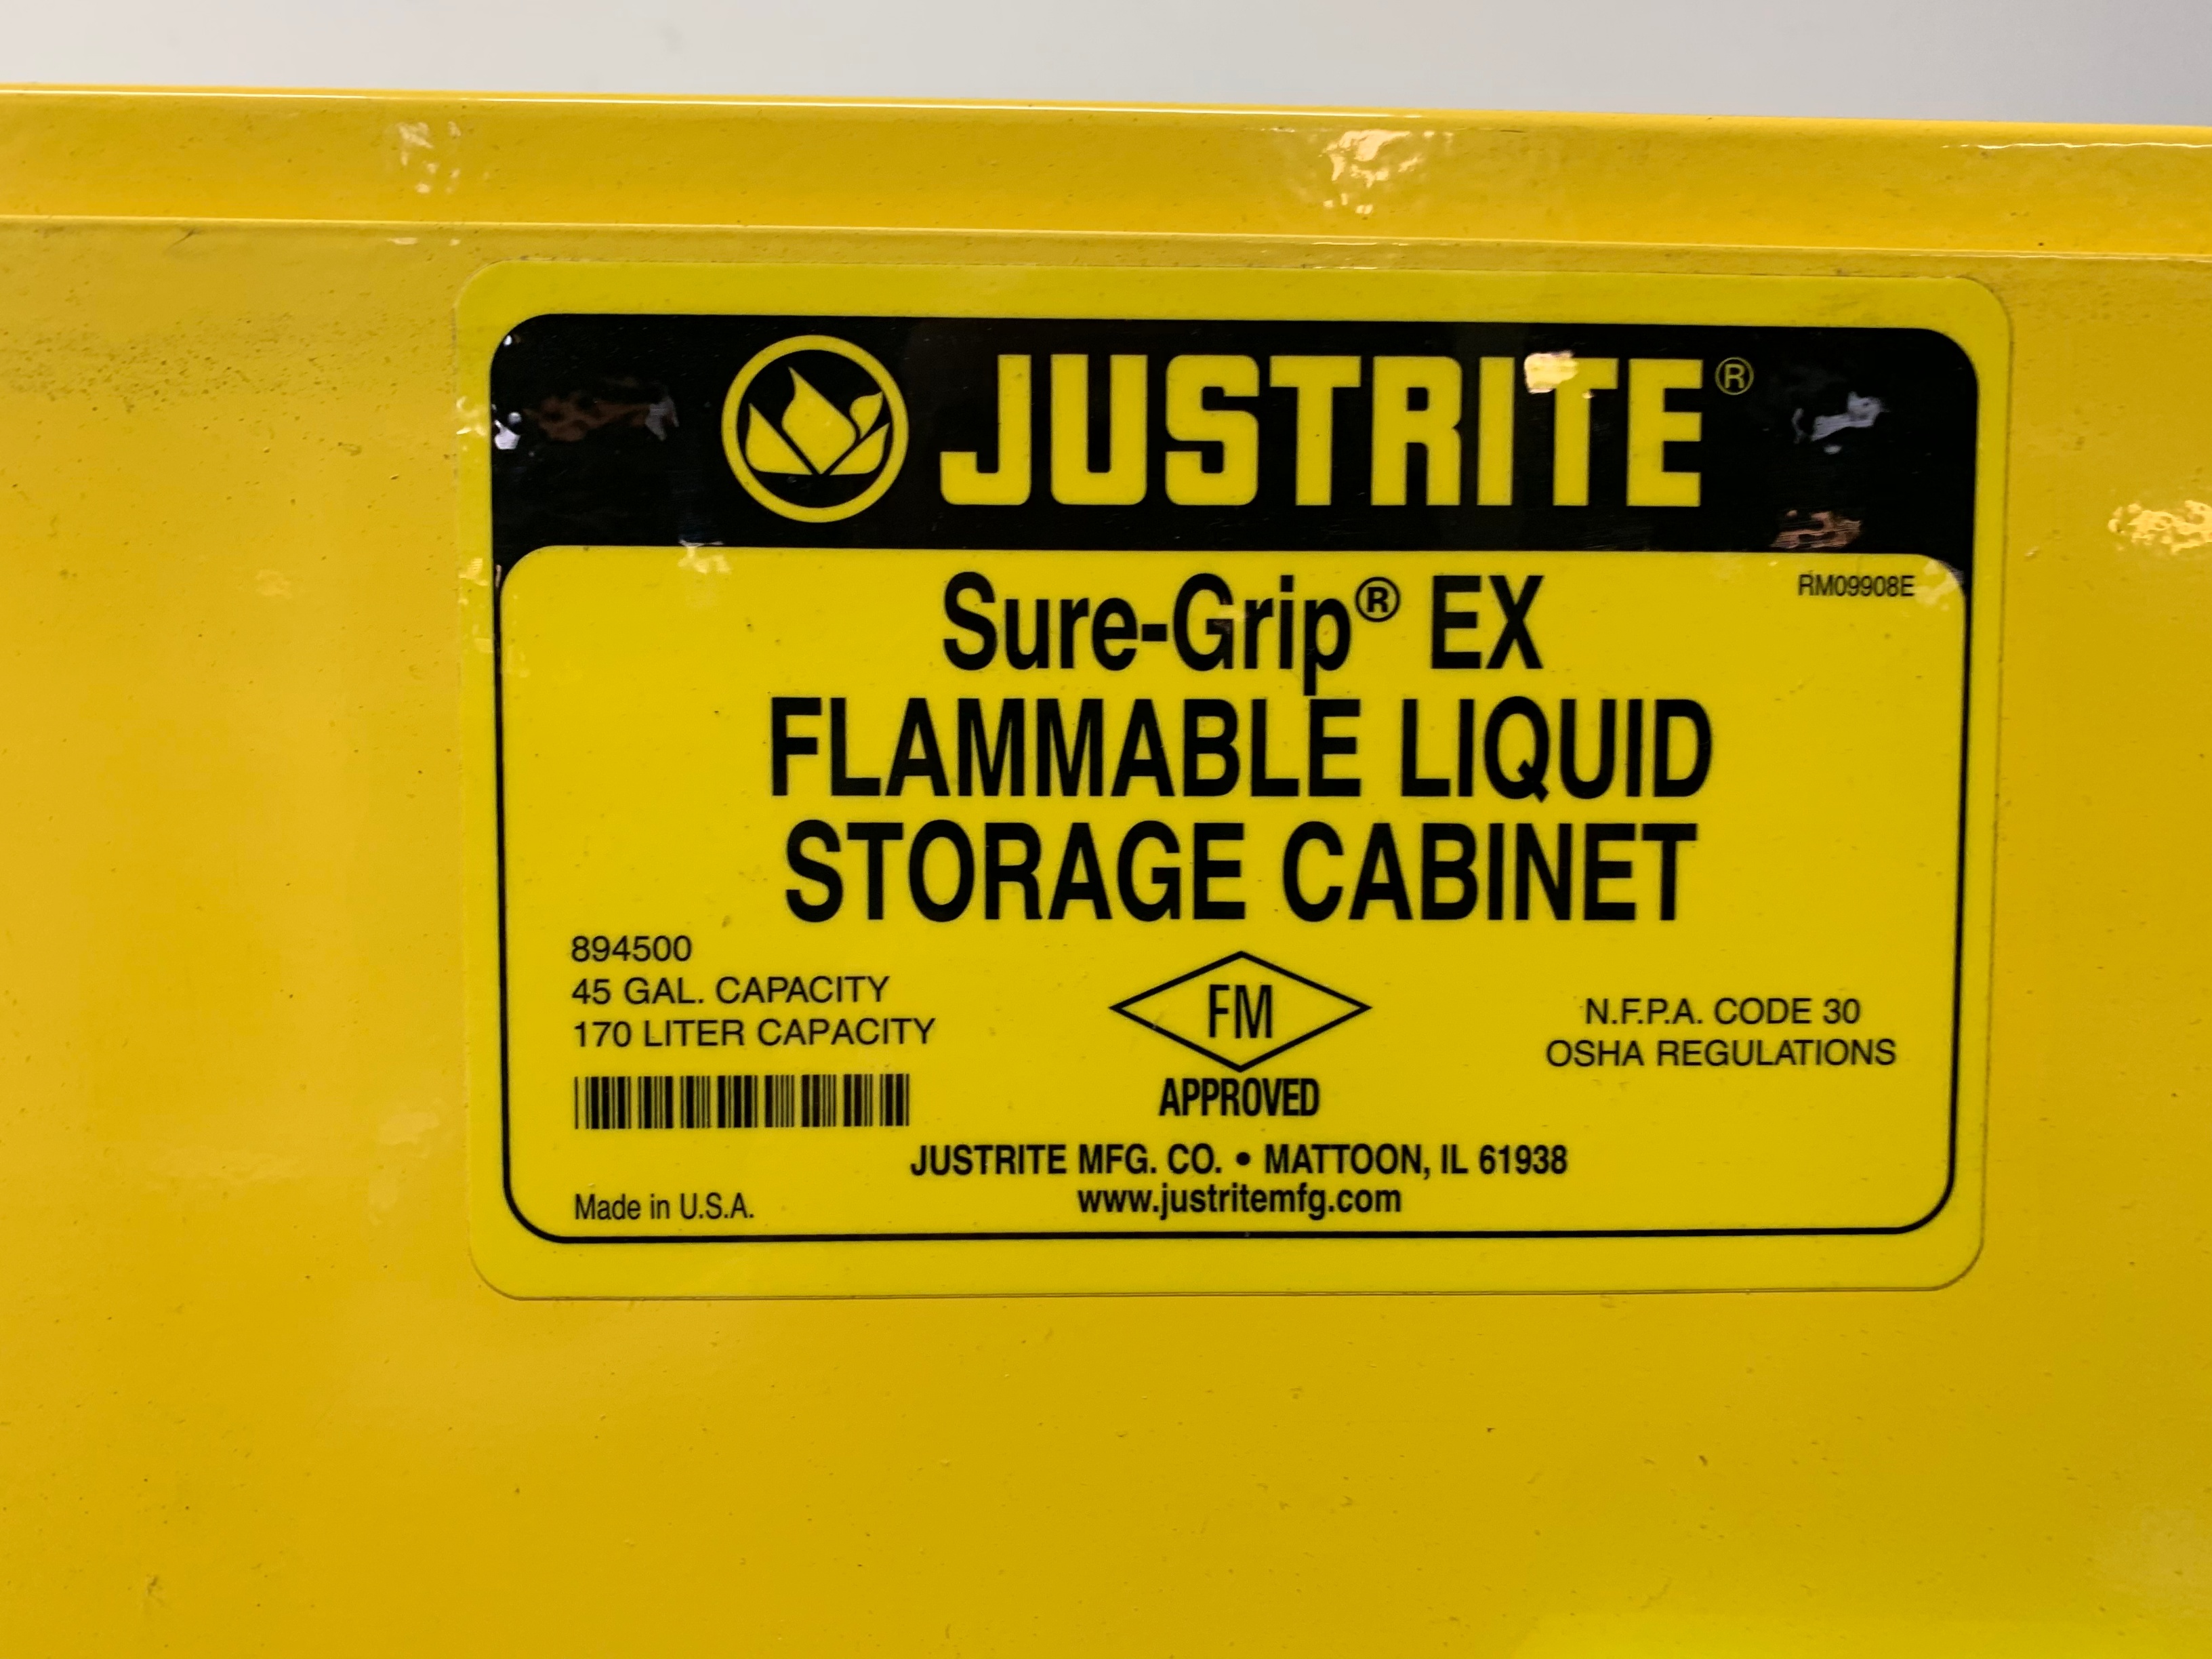 JUSTRITE®
RM09908E
Sure-Grip® EX
FLAMMABLE LIQUID
STORAGE CABINET
894500
45 GAL. CAPACITY
170 LITER CAPACITY
FM
APPROVED
N.F.P.A. CODE 30
OSHA REGULATIONS
JUSTRITE MFG. CO. • MATTOON, IL 61938
www.justritemfg.com
Made in U.S.A.